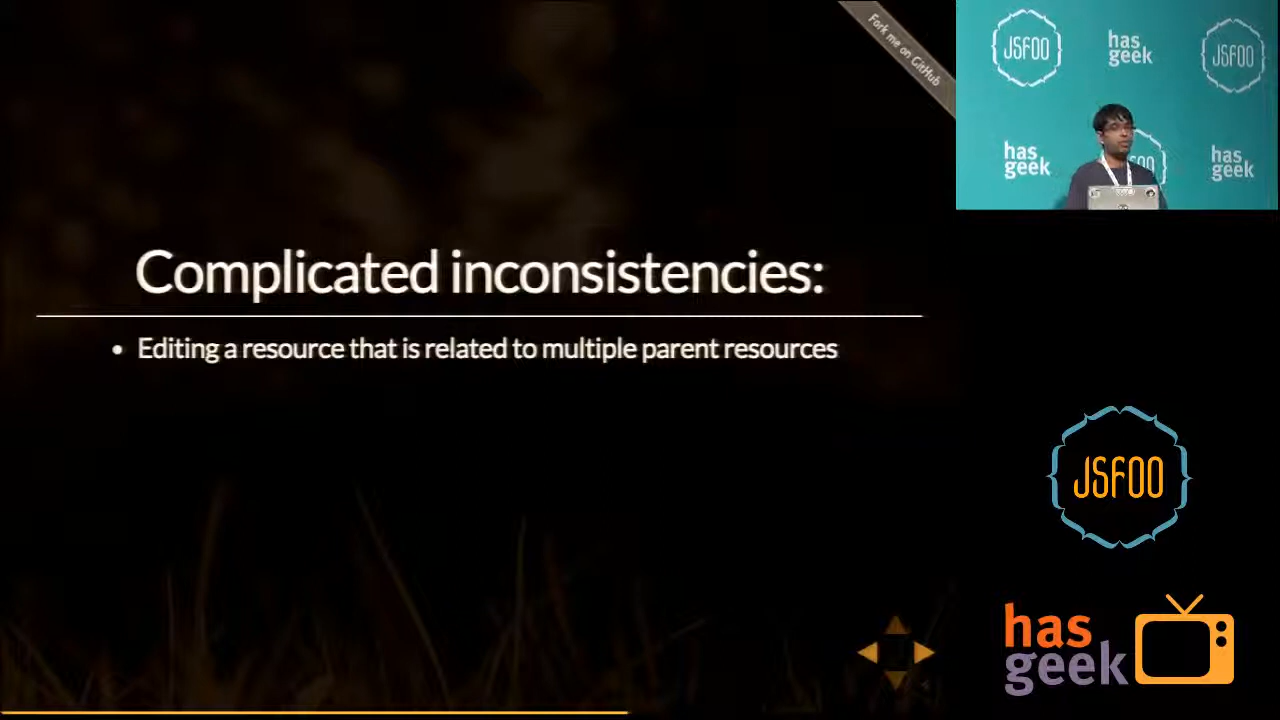 Fork me on GitHub
JSFOO
has
geek
JSFOO
has
geek
has
geek
Complicated inconsistencies:
• Editing a resource that is related to multiple parent resources
JSFOO
has
geek